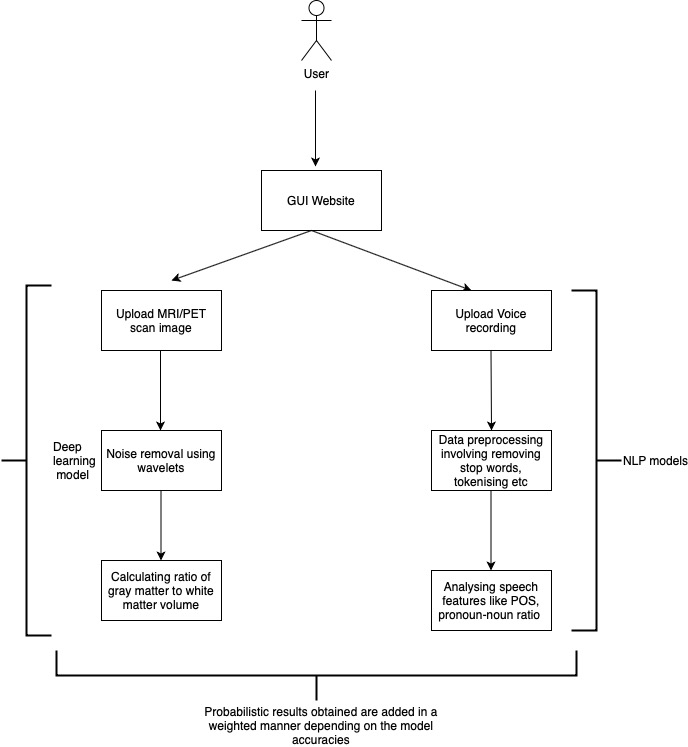 User
GUI Website
Upload MRI/PET
scan image
Upload Voice
recording
Deep
learning
model
Noise removal using
wavelets
Data preprocessing
involving removing
stop words,
tokenising etc
NLP models
Calculating ratio of
gray matter to white
matter volume
Analysing speech
features like POS,
pronoun-noun ratio
Probabilistic results obtained are added in a
weighted manner depending on the model
accuracies